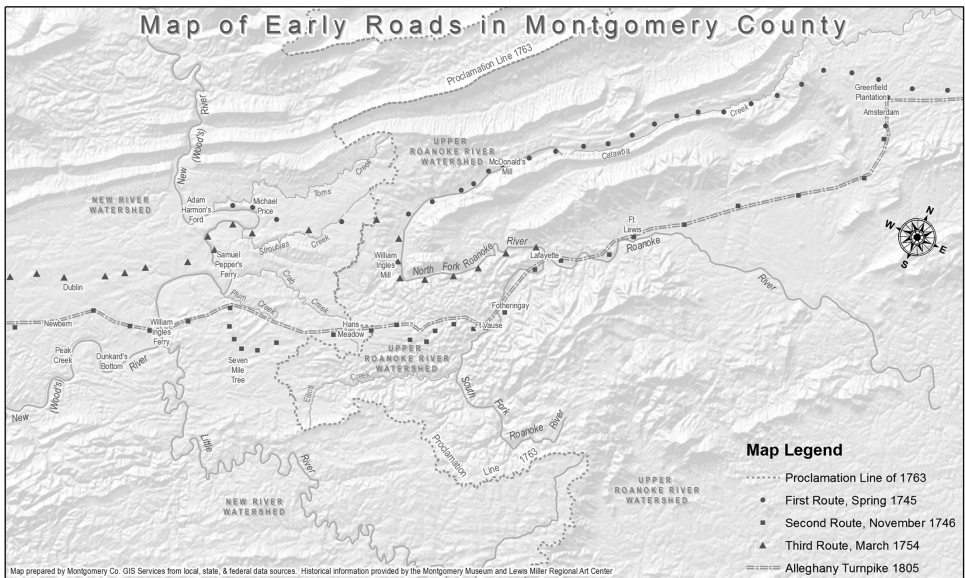 Map of Early Roads in Montgomery County
Proclamation Line 1763
River
(Wood's)
New
Greenfield
Plantation
Amsterdam
UPPER
ROANOKE RIVER
WATERSHED
McDonald's
Mill
Catawba
Creek
NEW RIVER
WATERSHED
Adam
Harmon's
Ford
Michael
Price
Toms
Creek
Stroubles
Creek
Samuel
Pepper's
Ferry
William
Ingles
Mill
North Fork Roanoke River
Lafayette
Ft.
Lewis
Roanoke
River
N
W
E
S
Dublin
Crab
Creek
Plum
Creek
Fotheringay
Newbern
William
Ingles
Ferry
Hans
Meadow
Ft Vause
Peak
Creek
Dunkard's
Bottom
River
(Wood's)
New
Seven
Mile
Tree
UPPER
ROANOKE RIVER
WATERSHED
Elliott
Creek
South
Fork
Roanoke
River
Little
River
Proclamation
Line
1763
NEW RIVER
WATERSHED
UPPER
ROANOKE RIVER
WATERSHED
Map Legend
Proclamation Line of 1763
First Route, Spring 1745
Second Route, November 1746
Third Route, March 1754
Alleghany Turnpike 1805
Map prepared by Montgomery Co. GIS Services from local, state, & federal data sources. Historical information provided by the Montgomery Museum and Lewis Miller Regional Art Center